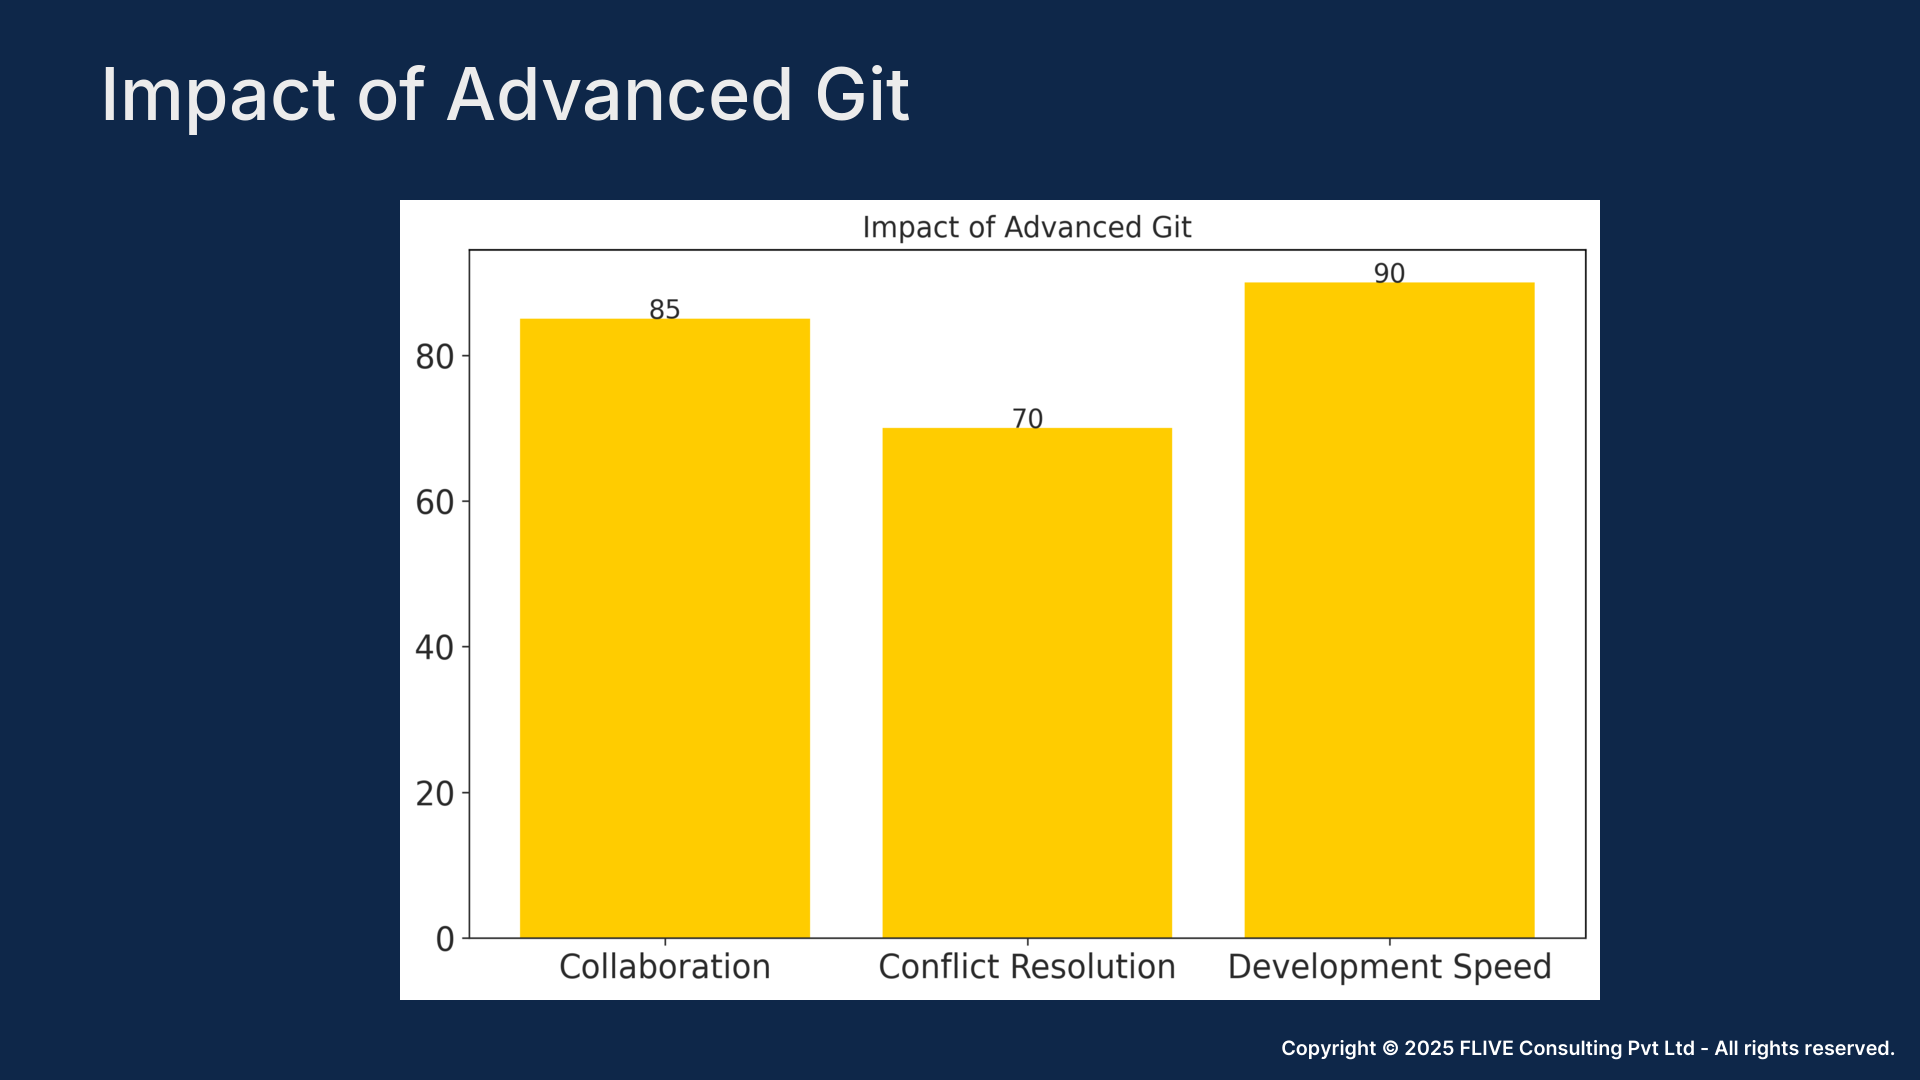 Impact of Advanced Git
Impact of Advanced Git
85
70
90
80
60
40
20
0
Collaboration
Conflict Resolution
Development Speed
Copyright © 2025 FLIVE Consulting Pvt Ltd - All rights reserved.